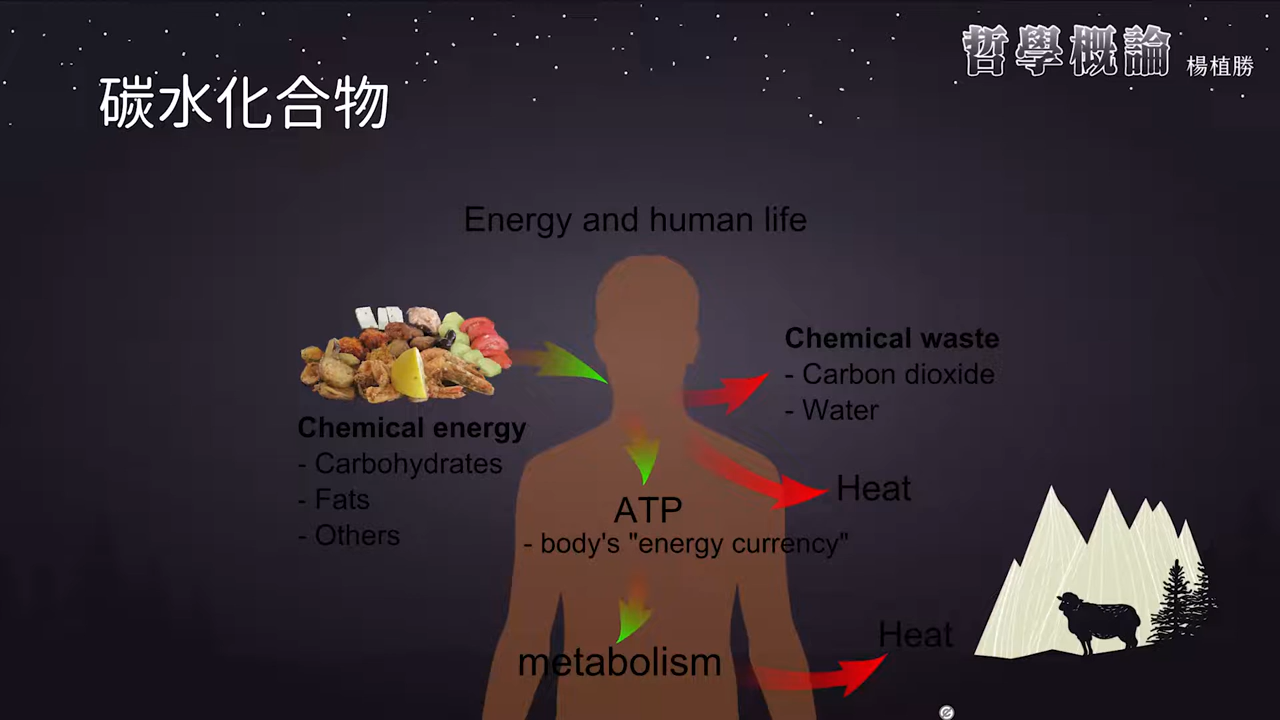 哲學概論 楊植勝
碳水化合物
Energy and human life
Chemical energy
- Carbohydrates
- Fats
- Others
Chemical waste
- Carbon dioxide
- Water
Heat
ATP
- body's "energy currency"
metabolism
Heat